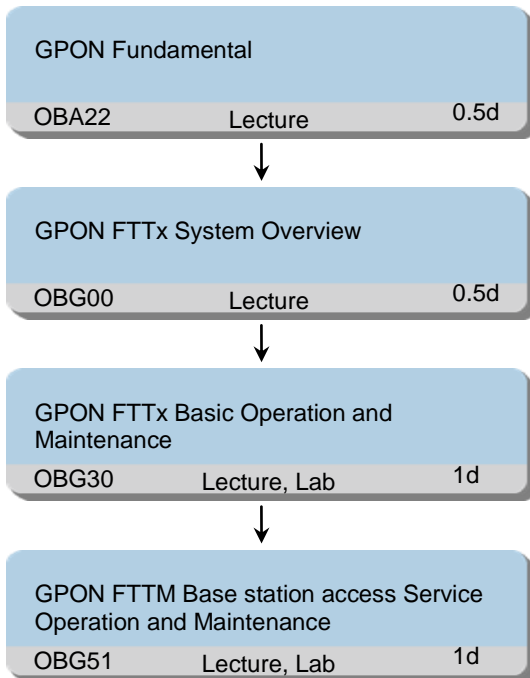 GPON Fundamental
OBA22 Lecture 0.5d
GPON FTTx System Overview
OBG00 Lecture 0.5d
GPON FTTx Basic Operation and
Maintenance
OBG30 Lecture, Lab 1d
GPON FTTM Base station access Service
Operation and Maintenance
OBG51 Lecture, Lab 1d